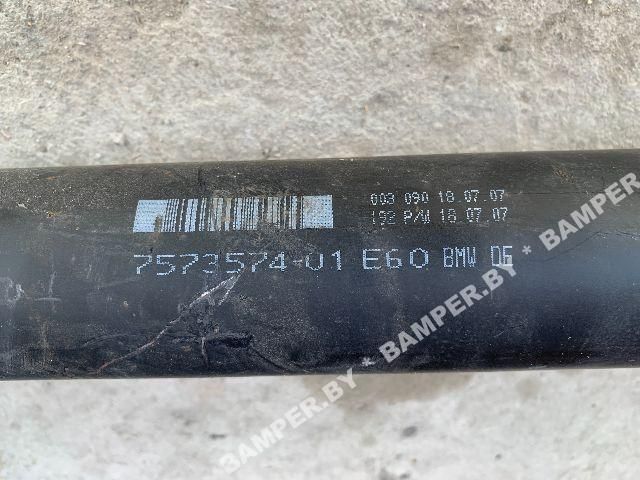 003 090 18.07.07
192 P/W 18.07.07
7573574-01 E60 BMW DG
BAMPER.BY * BAMPER.BY * BAMPER.BY * BAMPER.BY